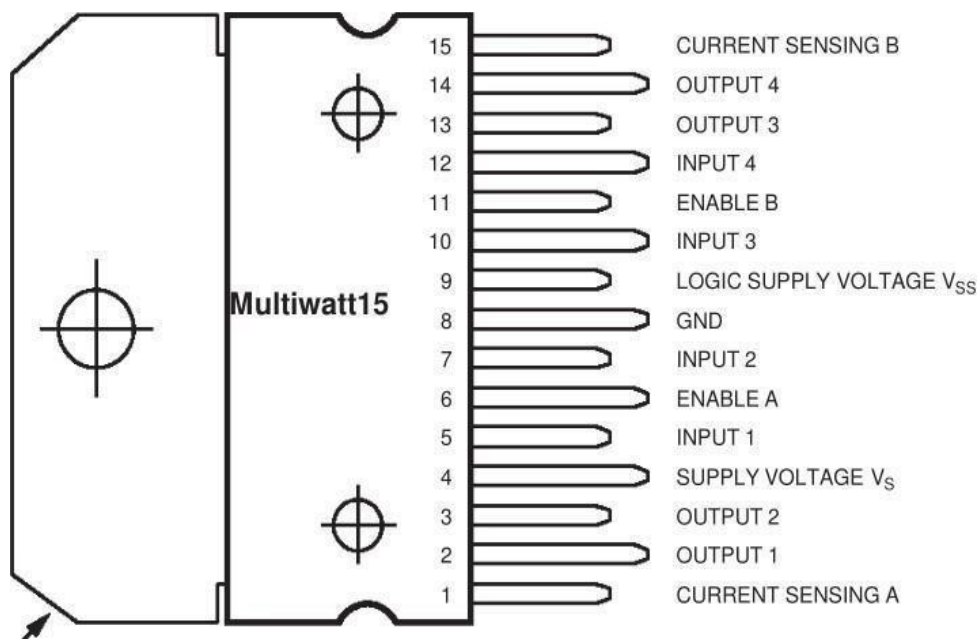 15 CURRENT SENSING B
14 OUTPUT 4
13 OUTPUT 3
12 INPUT 4
11 ENABLE B
10 INPUT 3
9 LOGIC SUPPLY VOLTAGE VSS
Multiwatt15
8 GND
7 INPUT 2
6 ENABLE A
5 INPUT 1
4 SUPPLY VOLTAGE VS
3 OUTPUT 2
2 OUTPUT 1
1 CURRENT SENSING A